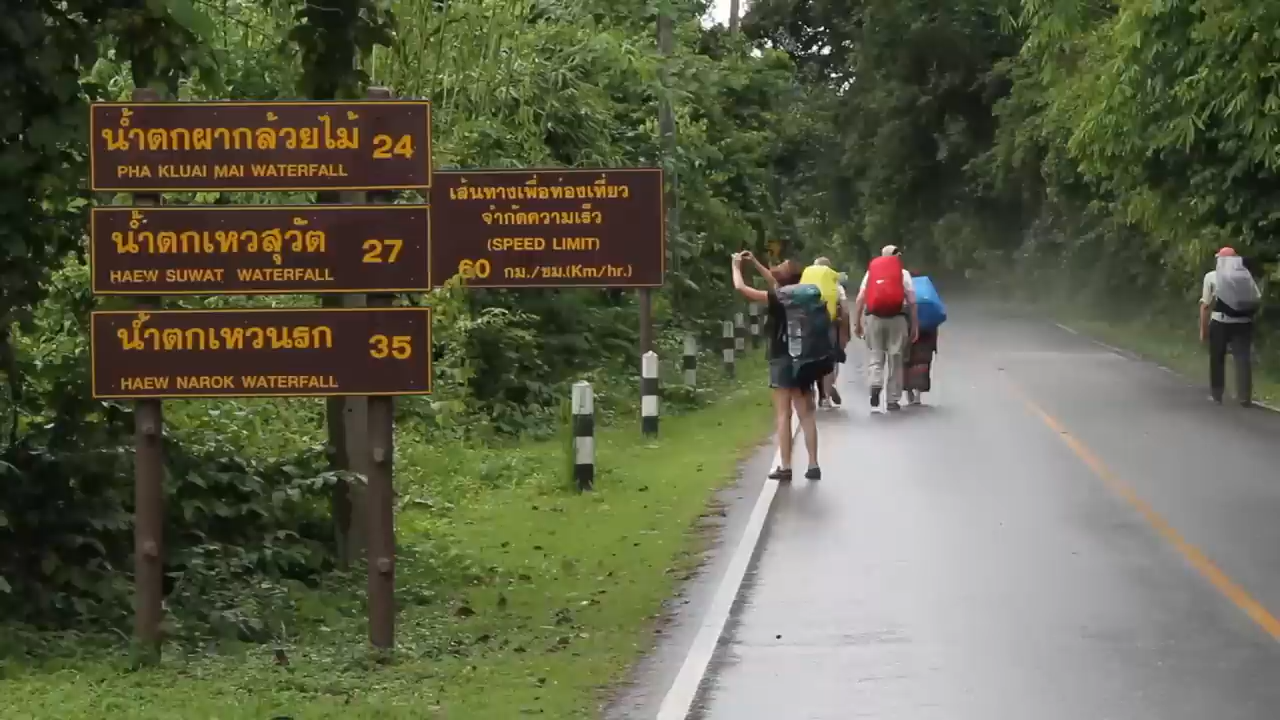 น้ำตกผากล้วยไม้ 24
PHA KLUAI MAI WATERFALL
น้ำตกเหวสุวัต 27
HAEW SUWAT WATERFALL
น้ำตกเหวนรก 35
HAEW NAROK WATERFALL
เส้นทางเพื่อท่องเที่ยว
จำกัดความเร็ว
(SPEED LIMIT)
60 กม./ชม.(Km/hr.)